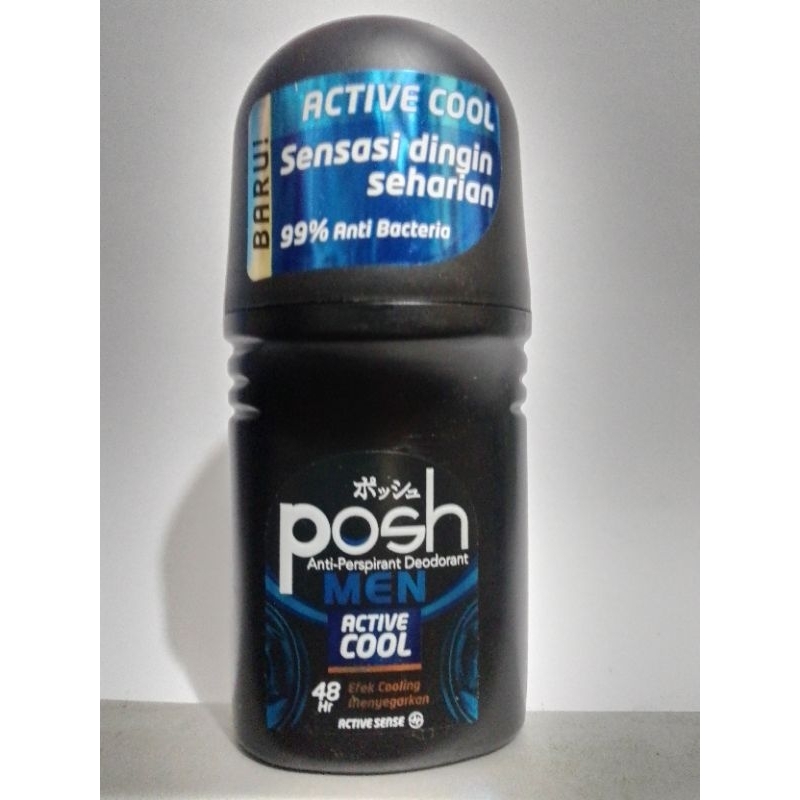 BARU!
ACTIVE COOL
Sensasi dingin
seharian
99% Anti Bacteria
ポッシュ
posh
Anti-Perspirant Deodorant
MEN
ACTIVE
COOL
48
Hr
Efek Cooling
Menyegarkan
ACTIVE SENSE